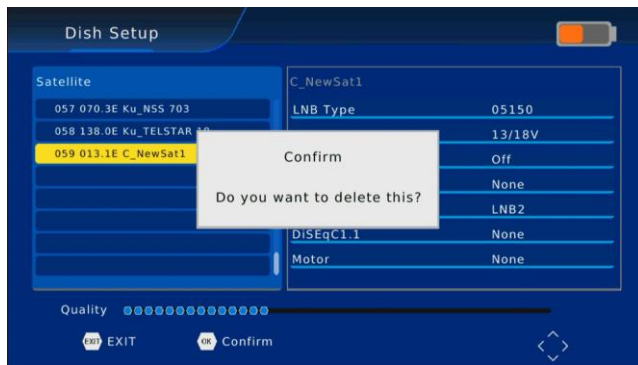 Dish Setup
Satellite
057 070.3E Ku_NSS 703
058 138.0E Ku_TELSTAR
059 013.1E C_NewSat1
C_NewSat1
LNB Type 05150
13/18V
Off
None
LNB2
DiSEqC1.1 None
Motor None
Confirm
Do you want to delete this?
Quality
EXIT EXIT
OK Confirm